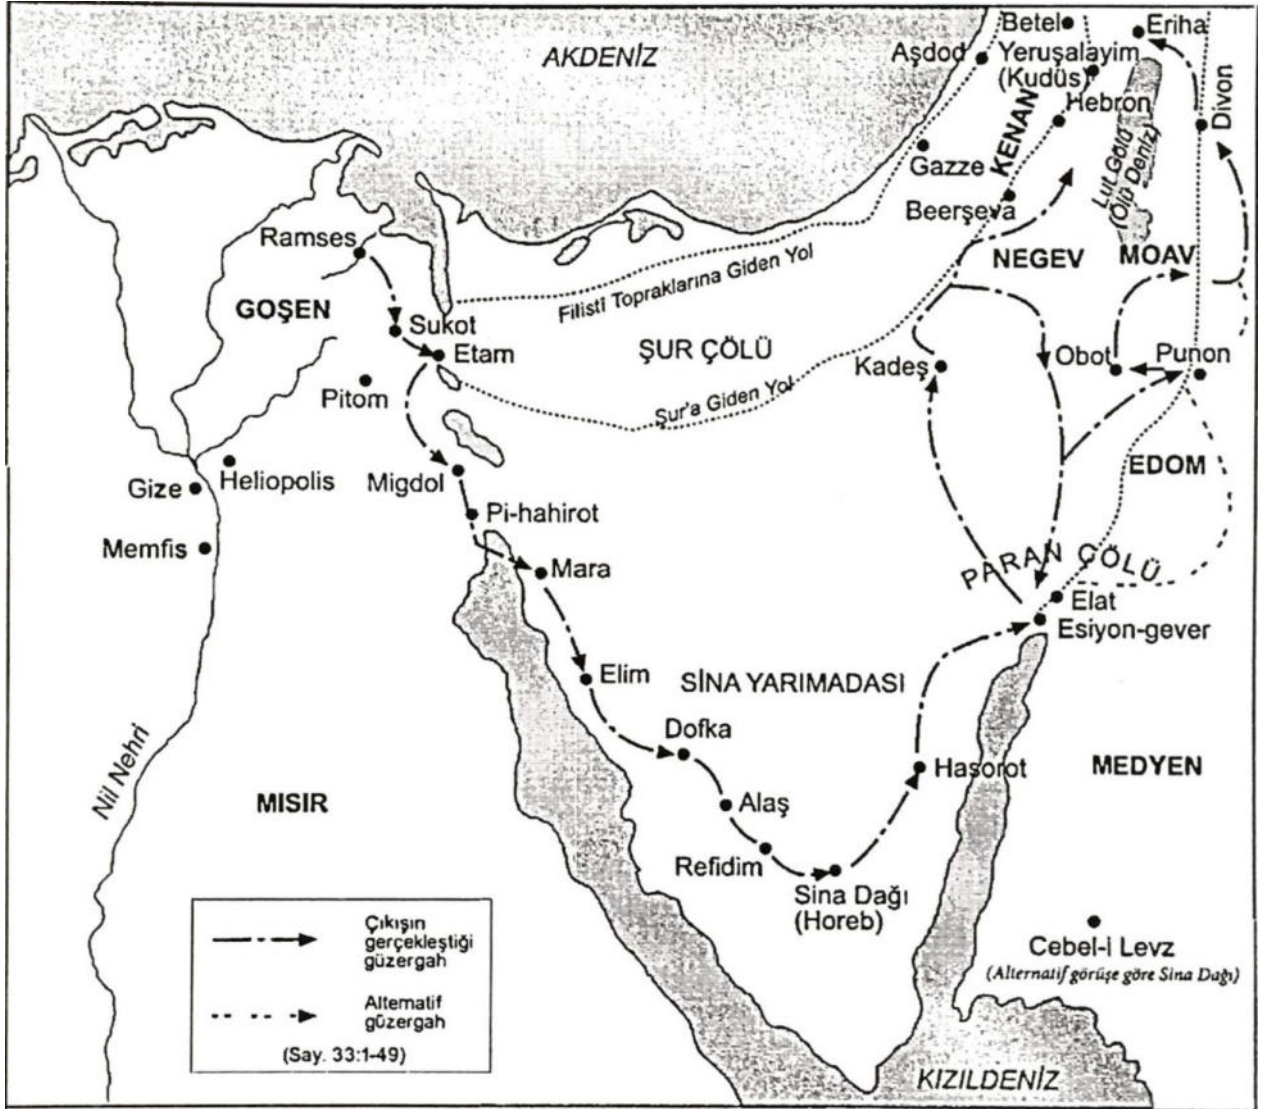 AKDENİZ
Betel
Eriha
Aşdod
Yeruşalayim
(Kudüs)
Hebron
KENAN
Divon
Lut Gölü
(Ölü Deniz)
Gazze
Beerşeva
Ramses
NEGEV
MOAV
Filisti Topraklarına Giden Yol
GOŞEN
Sukot
Etam
ŞUR ÇÖLÜ
Kadeş
Obot
Punon
Pitom
Şur'a Giden Yol
EDOM
Heliopolis
Gize
Migdol
Pi-hahirot
Memfis
Mara
PARAN ÇÖLÜ
Elat
Esiyon-gever
Elim
SİNA YARIMADASI
Dofka
Nil Nehri
MISIR
Hasorot
MEDYEN
Alaş
Refidim
Sina Dağı
(Horeb)
Cebel-i Levz
(Alternatif görüşe göre Sina Dağı)
Çıkışın
gerçekleştiği
güzergah
Alternatif
güzergah
(Say. 33:1-49)
KIZILDENİZ